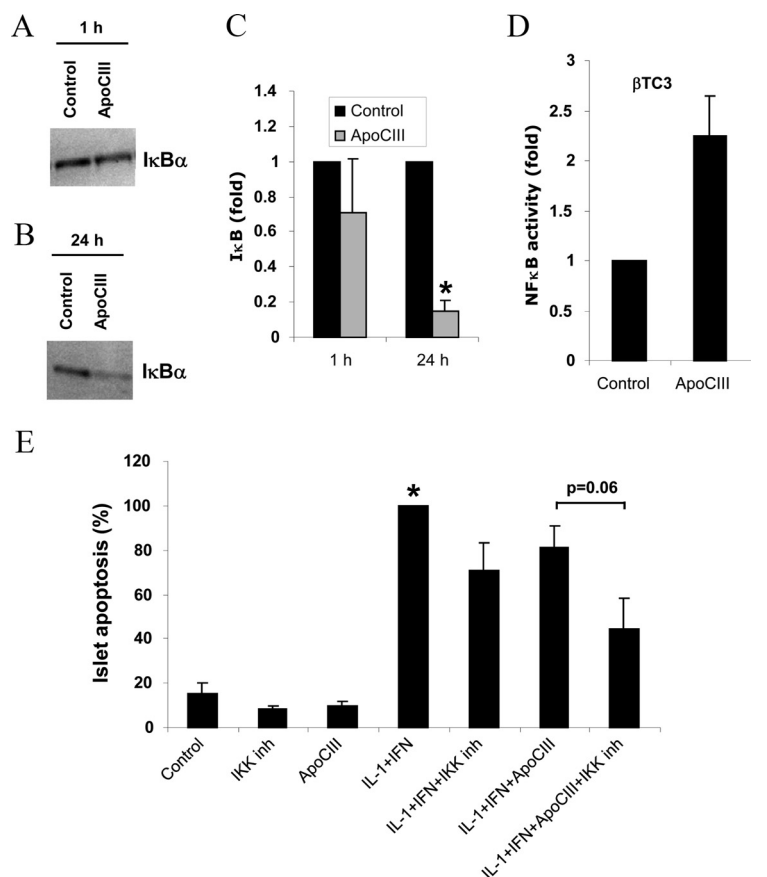 A
1 h
Control
ApoCIII
IκBα
B
24 h
Control
ApoCIII
IκBα
C
1.4
1.2
1
0.8
0.6
0.4
0.2
0
IκB (fold)
Control
ApoCIII
*
1 h
24 h
D
3
2.5
2
1.5
1
0.5
0
NFκB activity (fold)
βTC3
Control
ApoCIII
E
120
100
80
60
40
20
0
Islet apoptosis (%)
*
p=0.06
Control
IKK inh
ApoCIII
IL-1+IFN
IL-1+IFN+IKK inh
IL-1+IFN+ApoCIII
IL-1+IFN+ApoCIII+IKK inh